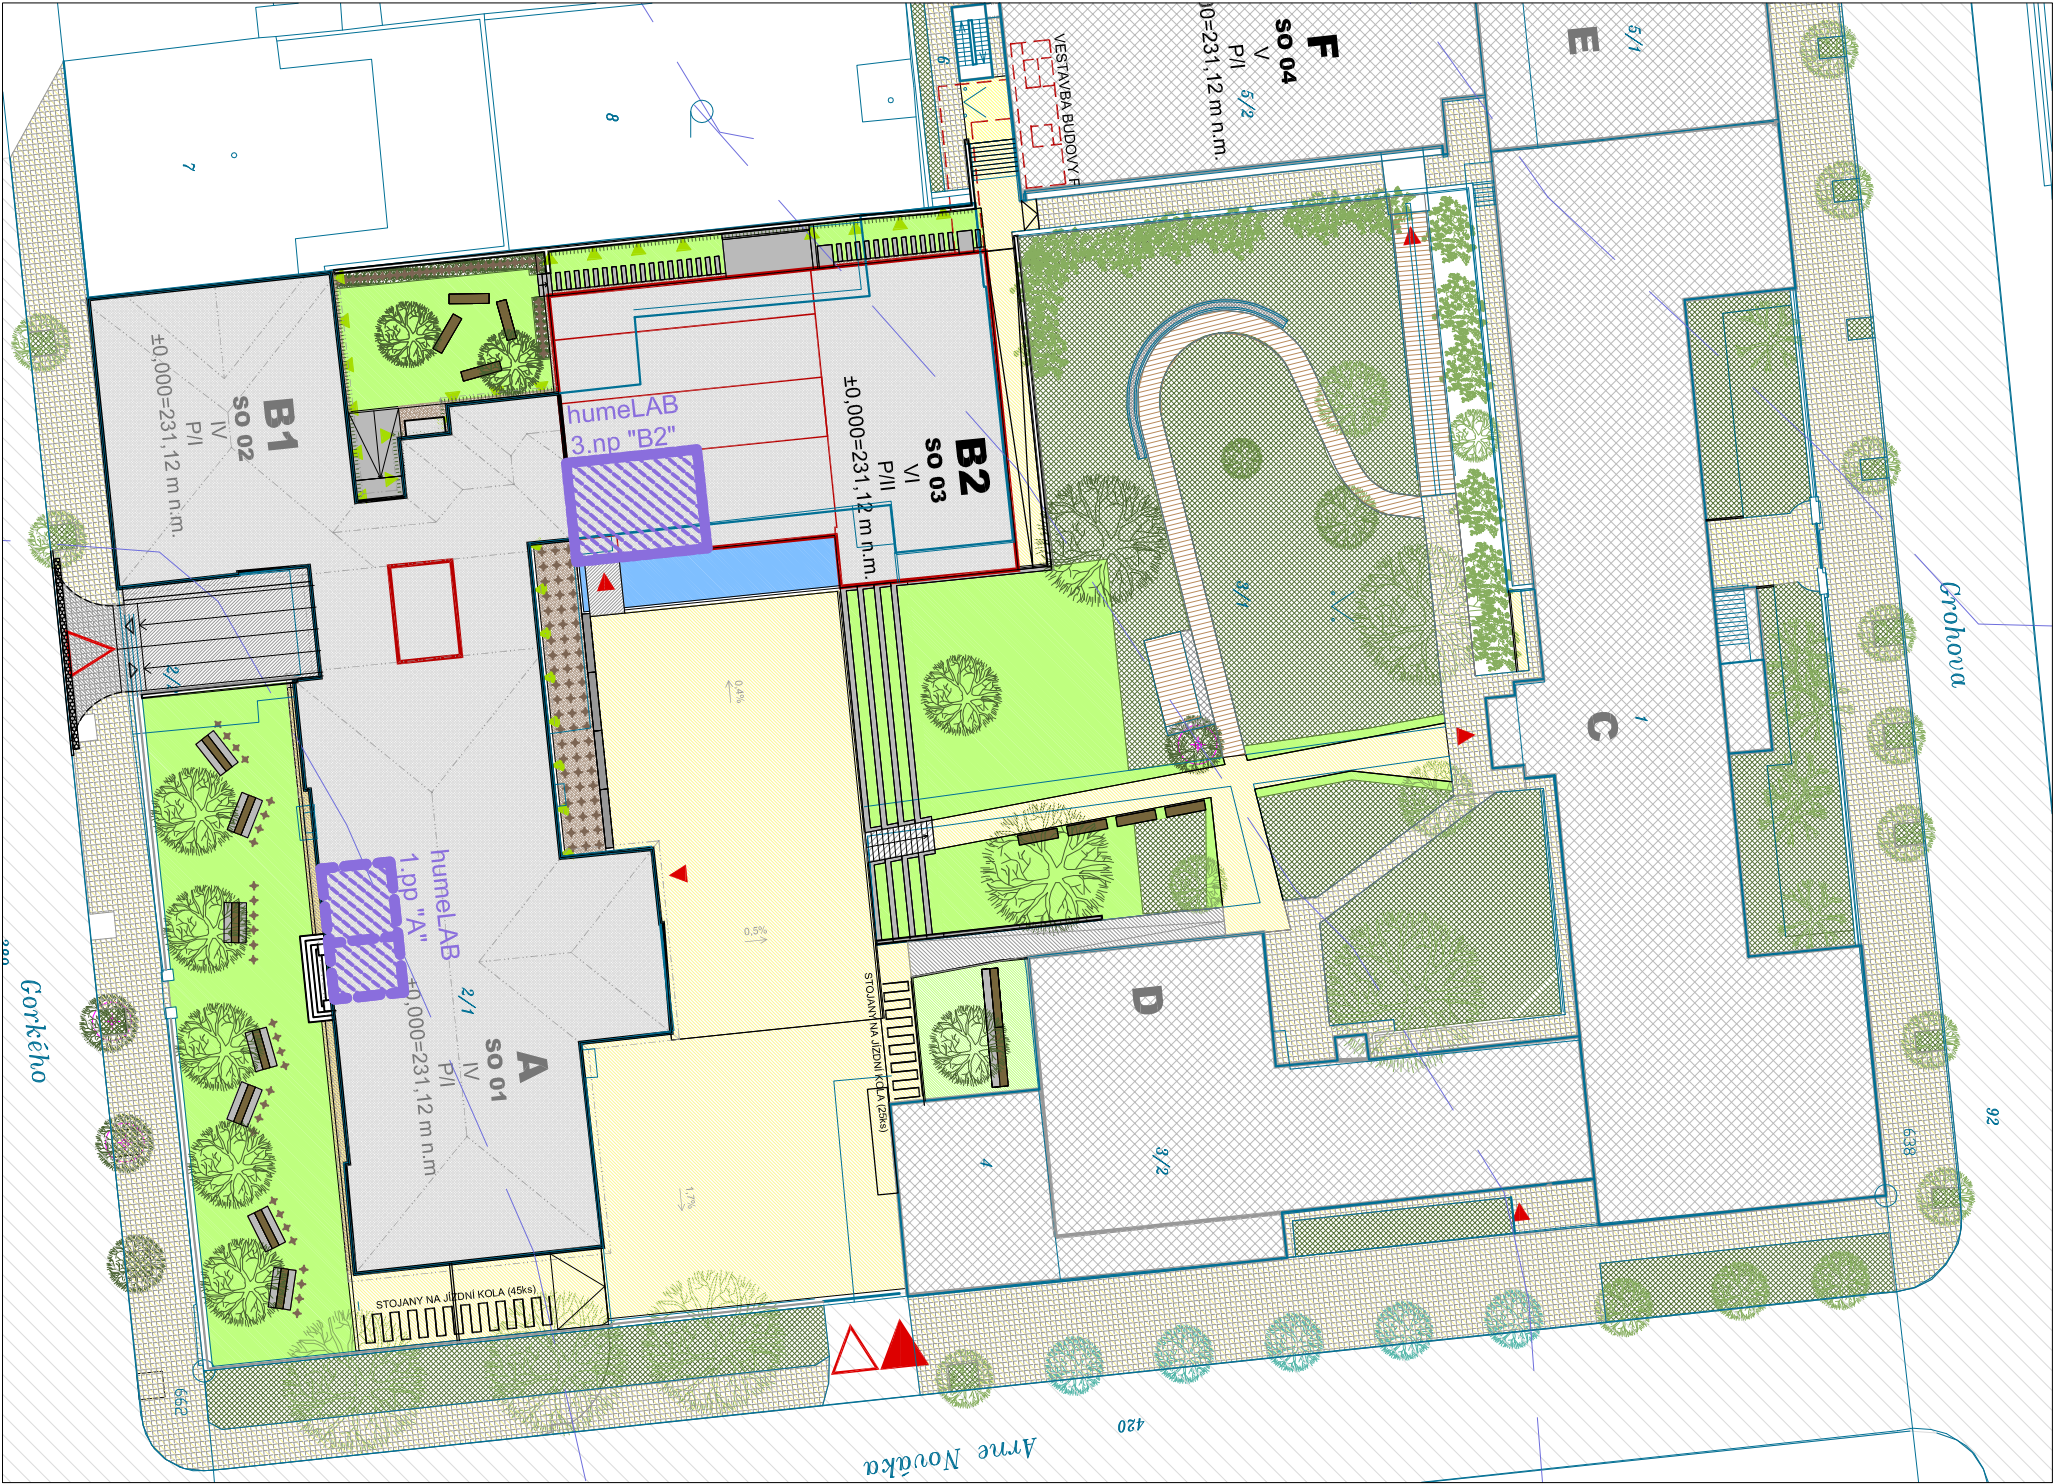 F
SO 04
V
P/I
0=231,12 m n.m.
5/2
VESTAVBA BUDOVY F
E
5/1
6
8
7
B1
SO 02
IV
P/I
±0,000=231,12 m n.m.
humeLAB
3.np "B2"
B2
SO 03
VI
P/II
±0,000=231,12 m n.m.
3/1
C
1
Grohova
0,4%
0,5%
1,7%
humeLAB
1.pp "A"
A
SO 01
IV
P/I
±0,000=231,12 m n.m
2/1
STOJANY NA JÍZDNÍ KOLA (25ks)
STOJANY NA JÍZDNÍ KOLA (45ks)
D
3/2
4
92
638
662
420
Gorkého
Arne Nováka